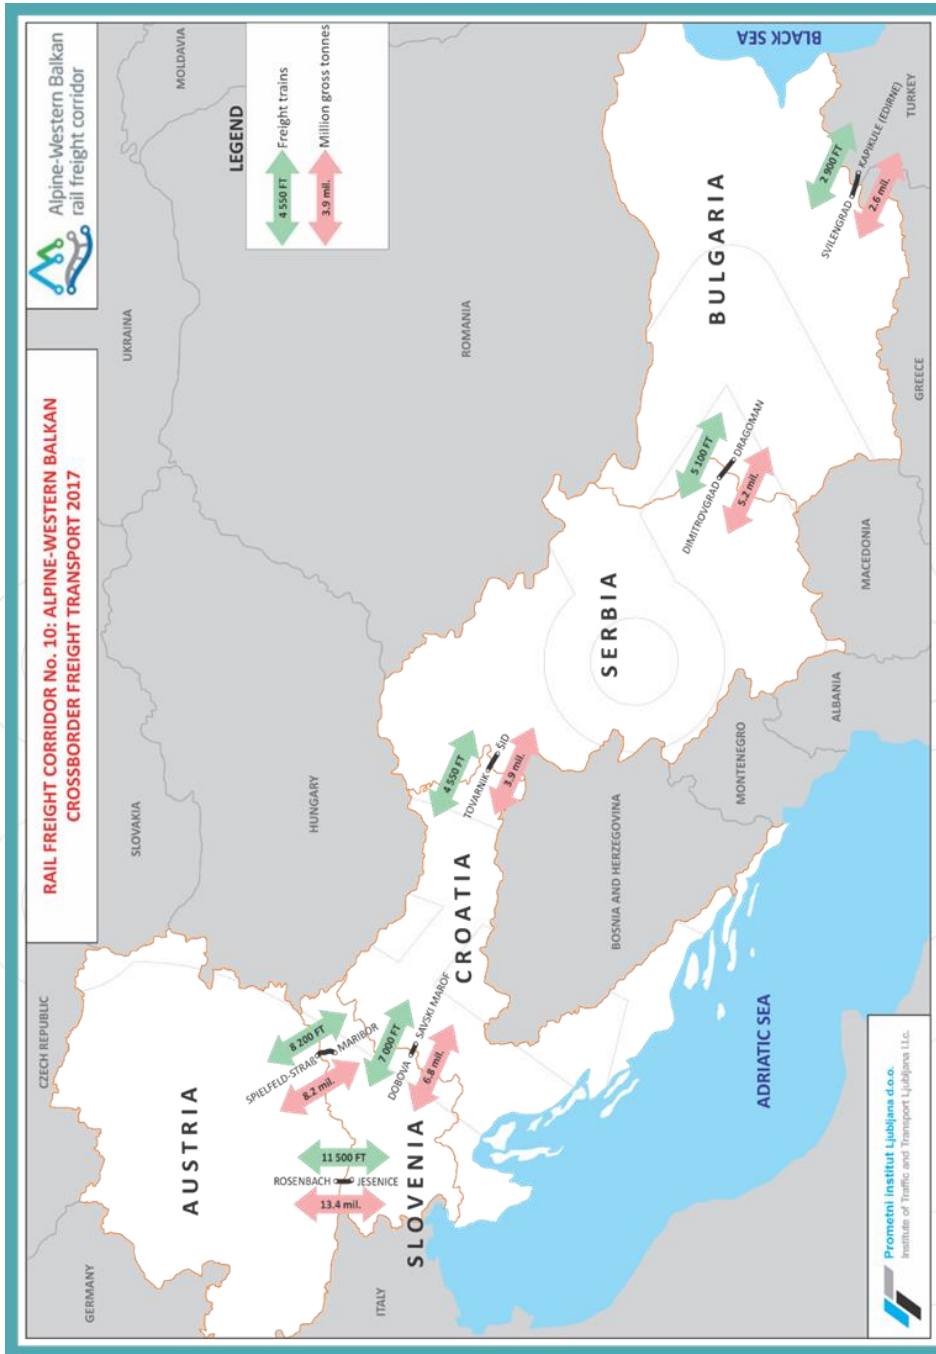 RAIL FREIGHT CORRIDOR No. 10: ALPINE-WESTERN BALKAN
CROSSBORDER FREIGHT TRANSPORT 2017
Alpine-Western Balkan
rail freight corridor
LEGEND
4 550 FT
Freight trains
3.9 mil.
Million gross tonnes
GERMANY
CZECH REPUBLIC
SLOVAKIA
UKRAINA
MOLDAVIA
HUNGARY
ROMANIA
AUSTRIA
ITALY
13.4 mil.
ROSENBACH
JESENICE
11 500 FT
SPIELFELD-STRAß
MARIBOR
8 200 FT
8.2 mil.
SLOVENIA
7 000 FT
DOBOVA
SAVSKI MAROF
6.8 mil.
CROATIA
4 550 FT
TOVARNIK
ŠID
3.9 mil.
SERBIA
5 100 FT
DIMITROVGRAD
DRAGOMAN
5.2 mil.
BULGARIA
2 900 FT
SVILENGRAD
KAPIKULE (EDIRNE)
2.6 mil.
BLACK SEA
TURKEY
GREECE
MACEDONIA
ALBANIA
MONTENEGRO
BOSNIA AND HERZEGOVINA
ADRIATIC SEA
Prometni institut Ljubljana d.o.o.
Institute of Traffic and Transport Ljubljana l.l.c.